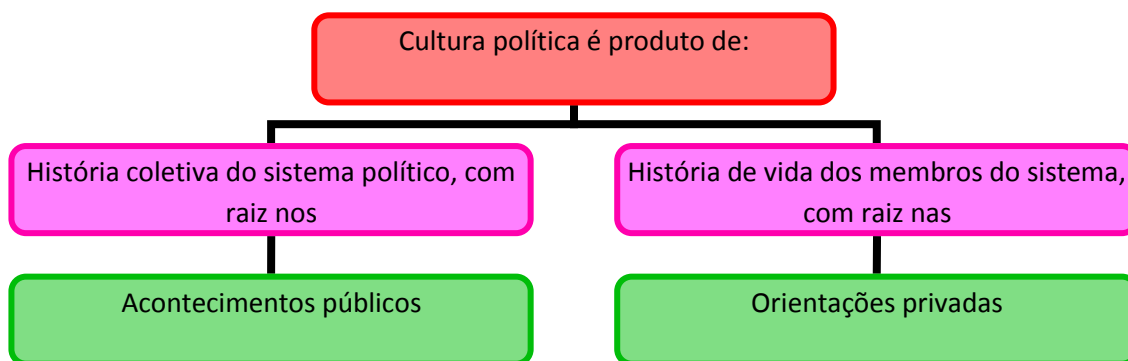 Cultura política é produto de:
História coletiva do sistema político, com
raiz nos
História de vida dos membros do sistema,
com raiz nas
Acontecimentos públicos
Orientações privadas